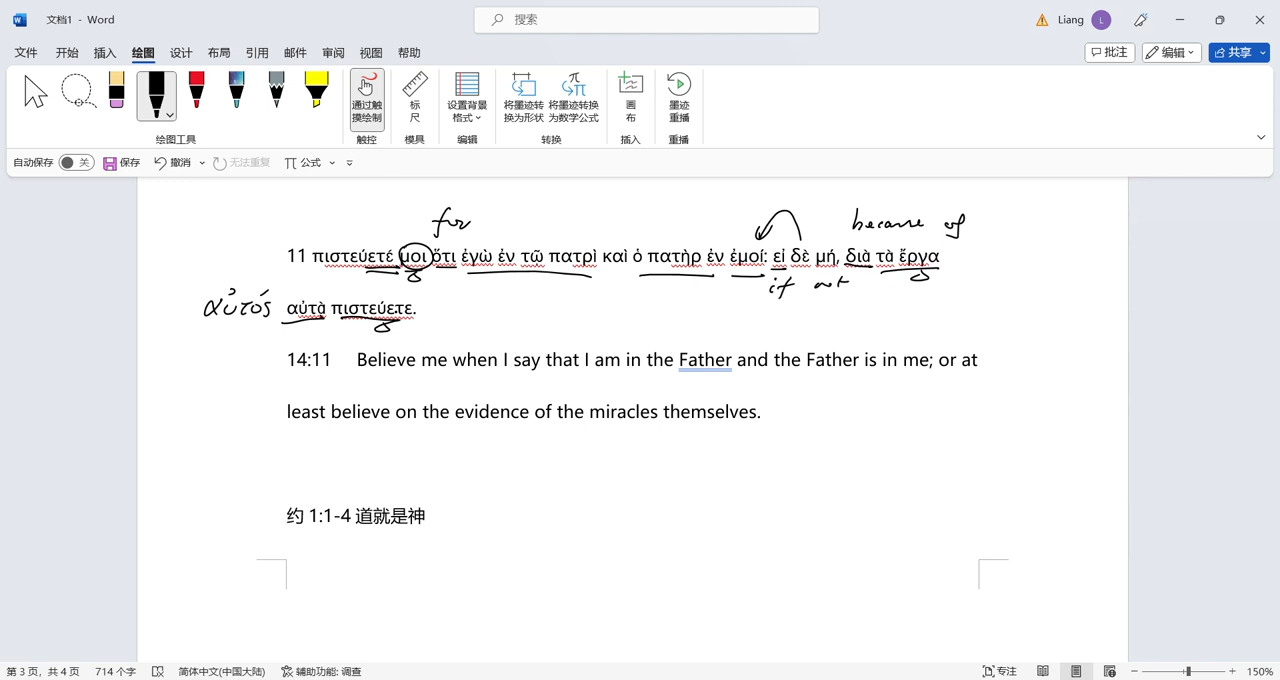 文档1 - Word
搜索
Liang L
文件 开始 插入 绘图 设计 布局 引用 邮件 审阅 视图 帮助
批注 编辑 共享
通过触摸绘制
标尺
设置背景格式
将墨迹转换为形状
将墨迹转换为数学公式
画布
墨迹重播
绘图工具 触控 模具 编辑 转换 插入 重播
自动保存 关 保存 撤消 无法重复 公式
for because of
11 πιστεύετέ μοι ὅτι ἐγὼ ἐν τῶ πατρὶ καὶ ὁ πατὴρ ἐν ἐμοί: εἰ δὲ μή, διὰ τὰ ἔργα
if not
αὐτός αὐτὰ πιστεύετε.
14:11 Believe me when I say that I am in the Father and the Father is in me; or at
least believe on the evidence of the miracles themselves.
约 1:1-4 道就是神
第 3 页，共 4 页 714 个字 简体中文(中国大陆) 辅助功能: 调查 专注 150%